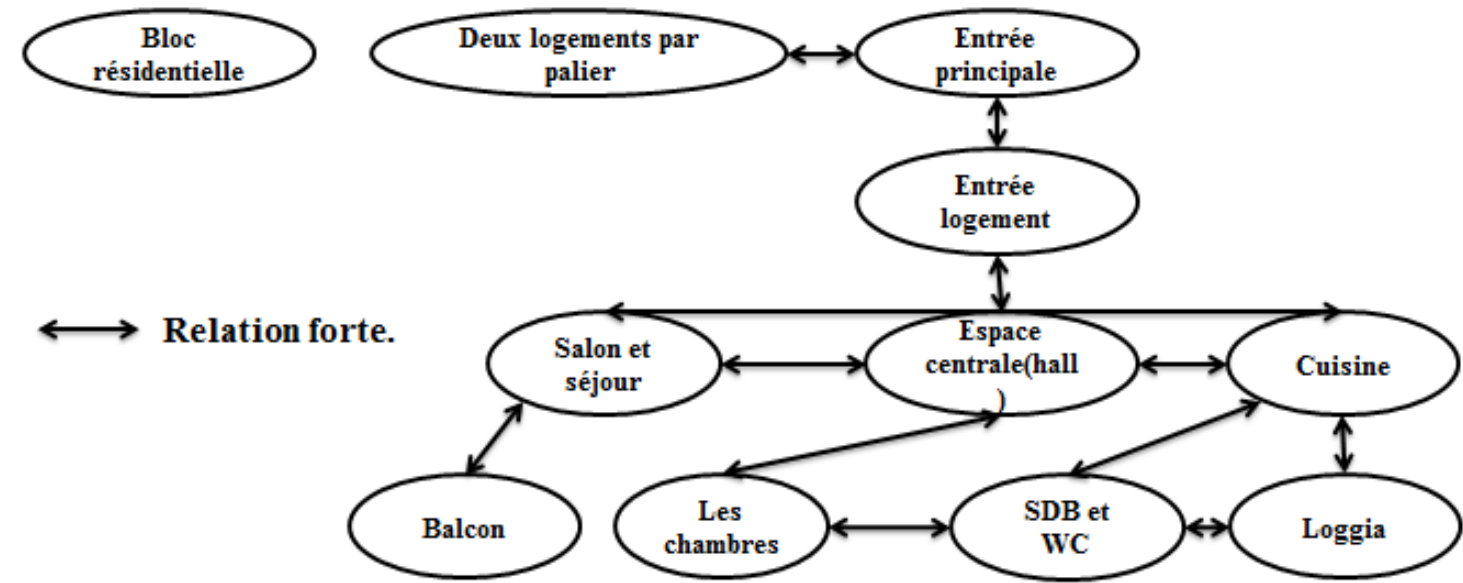 Bloc
résidentielle
Deux logements par
palier
Entrée
principale
Entrée
logement
Relation forte.
Salon et
séjour
Espace
centrale(hall
)
Cuisine
Balcon
Les
chambres
SDB et
WC
Loggia